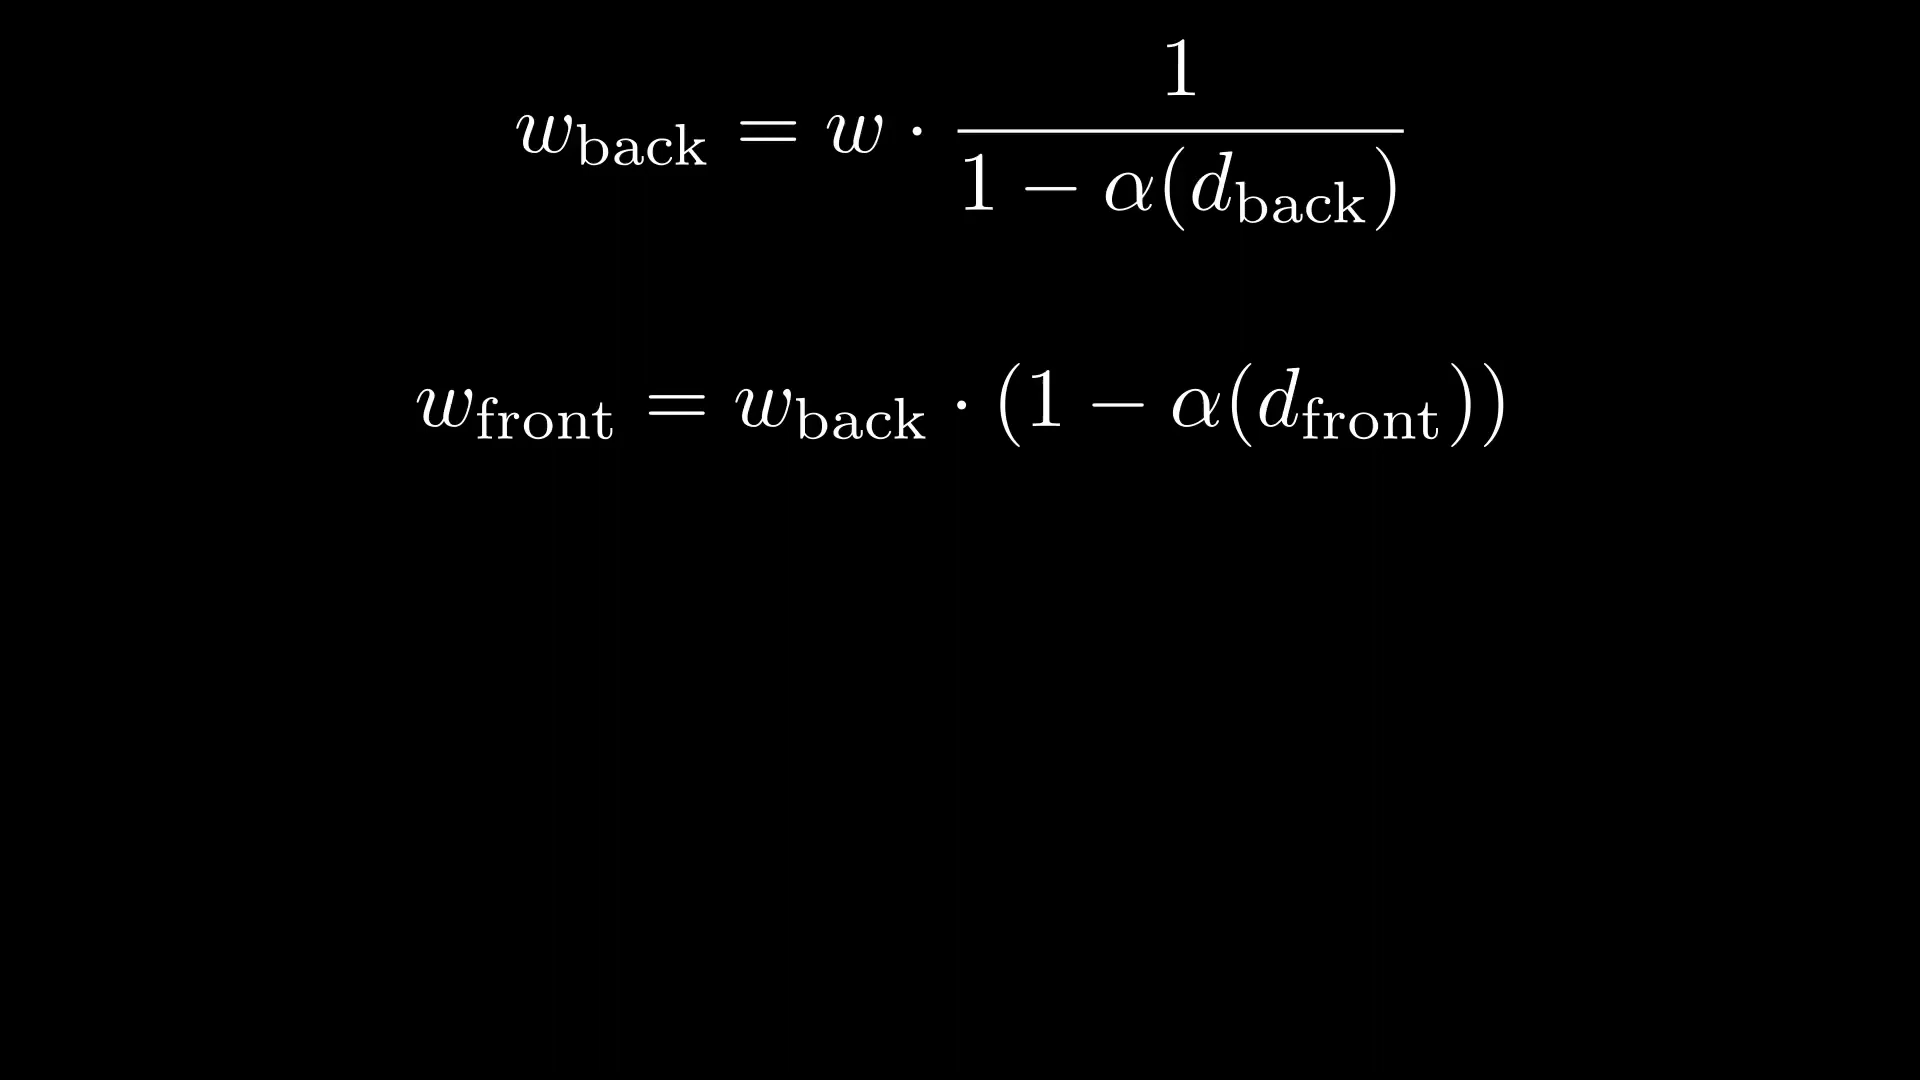 w_back = w · 1 / (1 − α(d_back))
w_front = w_back · (1 − α(d_front))